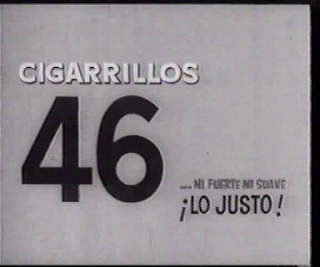 CIGARRILLOS
46
...NI FUERTE NI SUAVE
¡LO JUSTO!